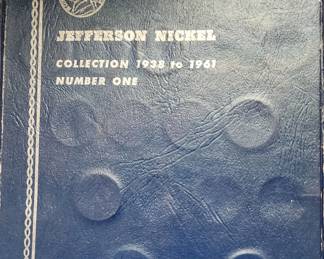 JEFFERSON NICKEL
COLLECTION 1938 to 1961
NUMBER ONE